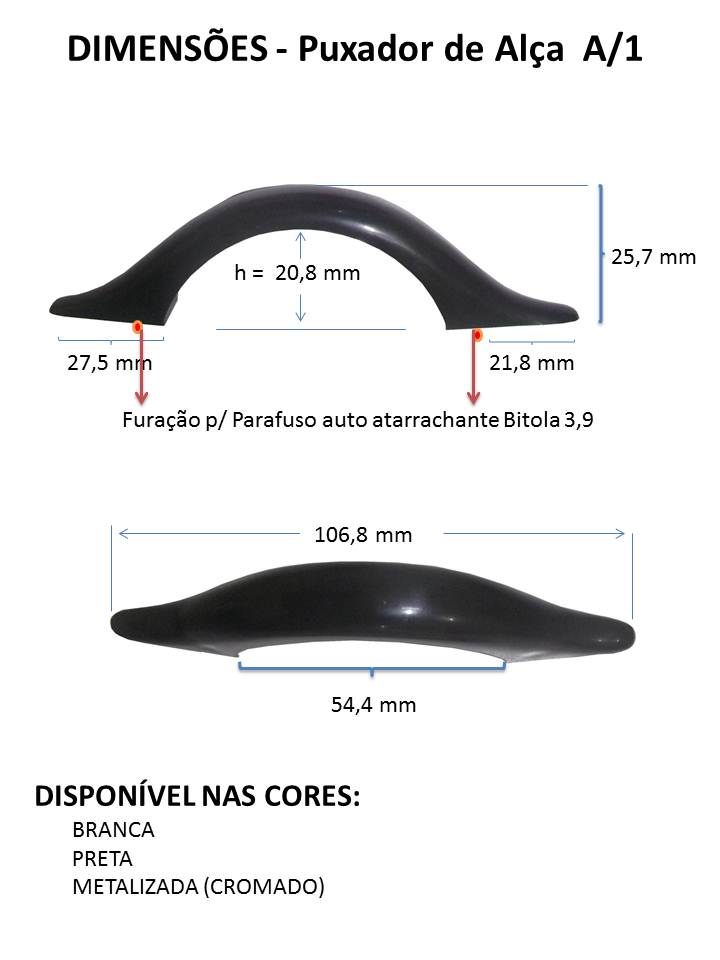 DIMENSÕES - Puxador de Alça A/1
25,7 mm
h = 20,8 mm
27,5 mm
21,8 mm
Furação p/ Parafuso auto atarrachante Bitola 3,9
106,8 mm
54,4 mm
DISPONÍVEL NAS CORES:
BRANCA
PRETA
METALIZADA (CROMADO)